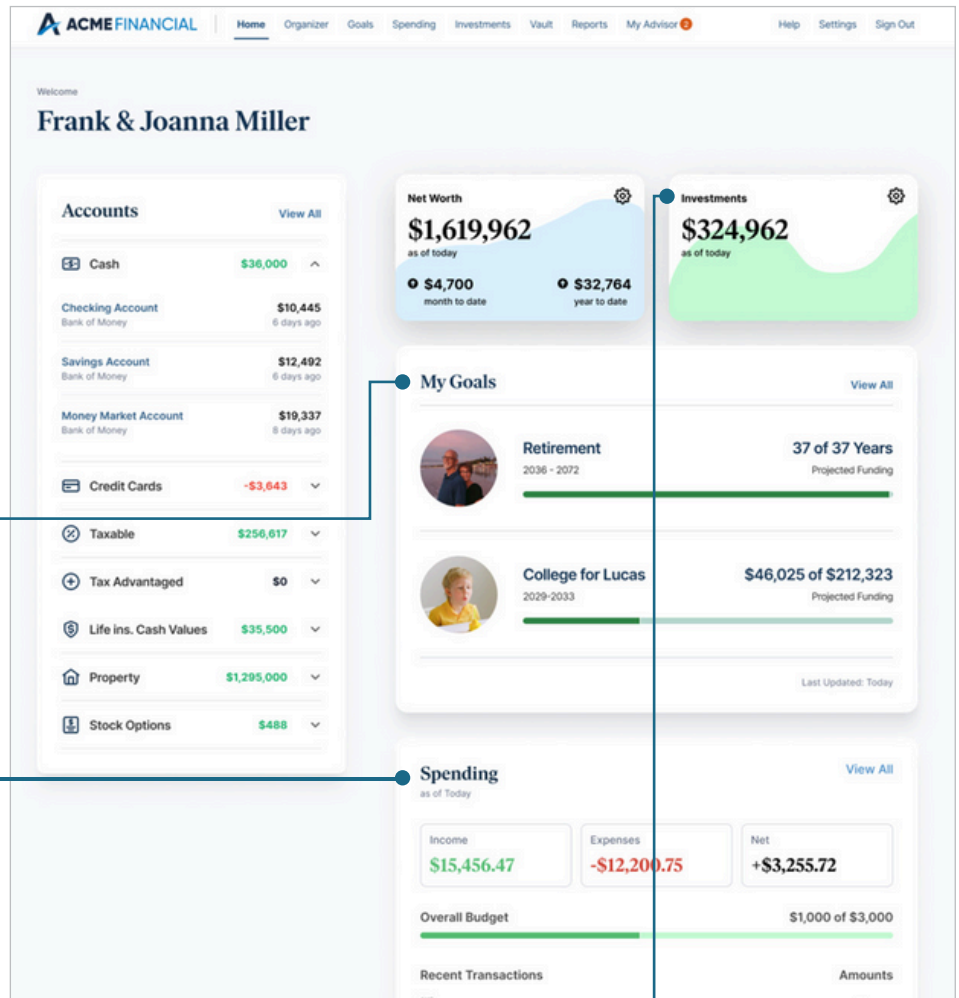 ACME FINANCIAL Home Organizer Goals Spending Investments Vault Reports My Advisor 2 Help Settings Sign Out
Welcome
Frank & Joanna Miller
Accounts View All
Cash $36,000
Checking Account $10,445
Bank of Money 6 days ago
Savings Account $12,492
Bank of Money 6 days ago
Money Market Account $19,337
Bank of Money 8 days ago
Credit Cards -$3,643
Taxable $256,617
Tax Advantaged $0
Life ins. Cash Values $35,500
Property $1,295,000
Stock Options $488
Net Worth
$1,619,962
as of today
$4,700 $32,764
month to date year to date
Investments
$324,962
as of today
My Goals View All
Retirement 37 of 37 Years
2036 - 2072 Projected Funding
College for Lucas $46,025 of $212,323
2029-2033 Projected Funding
Last Updated: Today
Spending View All
as of Today
Income Expenses Net
$15,456.47 -$12,200.75 +$3,255.72
Overall Budget $1,000 of $3,000
Recent Transactions Amounts